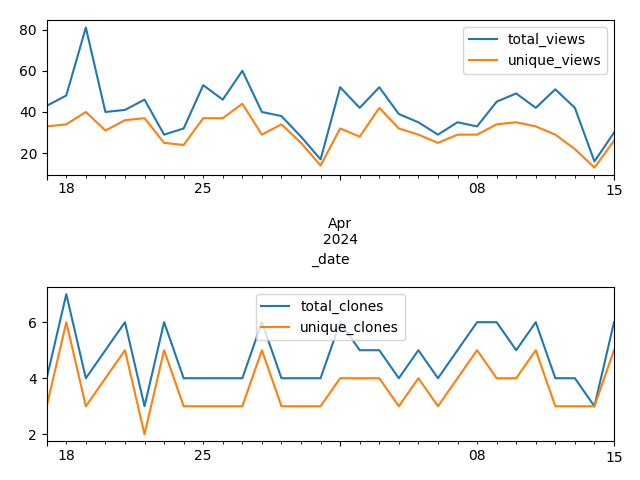 80
60
40
20
total_views
unique_views
18
25
08
15
Apr
2024
_date
6
4
2
total_clones
unique_clones
18
25
08
15